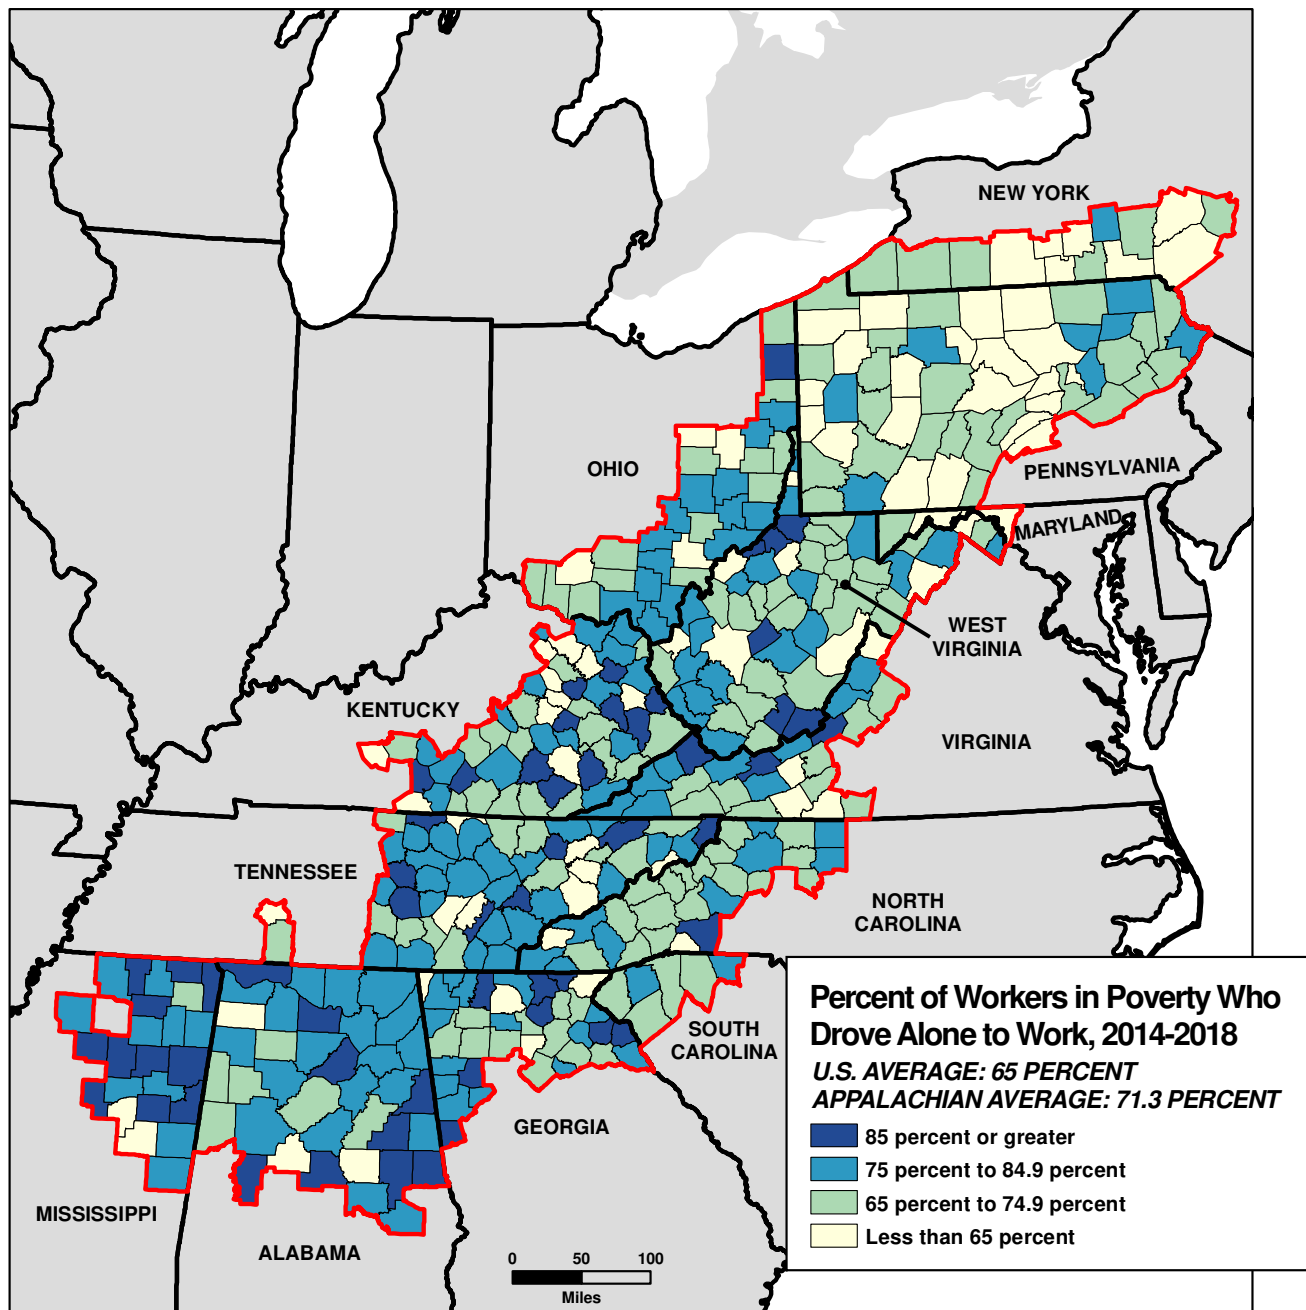 NEW YORK
OHIO
PENNSYLVANIA
MARYLAND
WEST
VIRGINIA
KENTUCKY
VIRGINIA
TENNESSEE
NORTH
CAROLINA
SOUTH
CAROLINA
GEORGIA
MISSISSIPPI
ALABAMA
0 50 100
Miles
Percent of Workers in Poverty Who
Drove Alone to Work, 2014-2018
U.S. AVERAGE: 65 PERCENT
APPALACHIAN AVERAGE: 71.3 PERCENT
85 percent or greater
75 percent to 84.9 percent
65 percent to 74.9 percent
Less than 65 percent